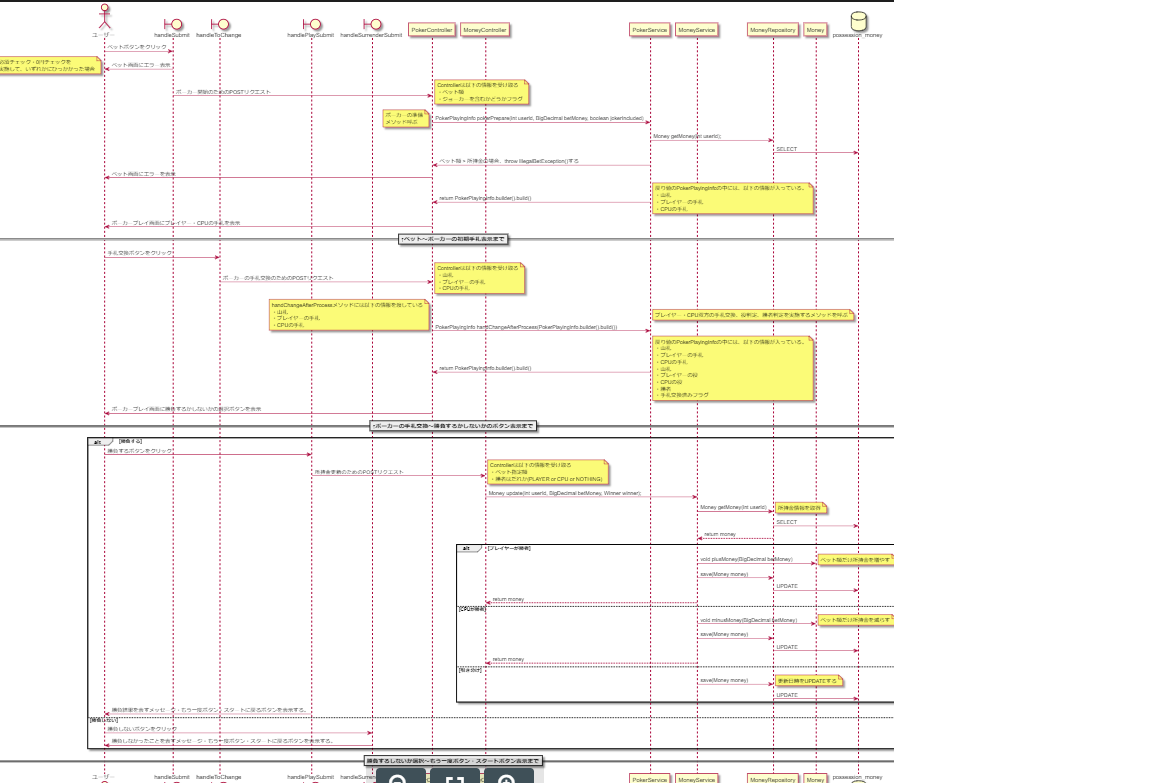 ユーザー
handleSubmit
handleToChange
handlePlaySubmit
handleSurrenderSubmit
PokerController
MoneyController
PokerService
MoneyService
MoneyRepository
Money
possession_money
ベットボタンをクリック
必須チェック・0円チェックを
実施して、いずれかにひっかかった場合
ベット画面にエラー表示
ポーカー開始のためのPOSTリクエスト
Controllerは以下の情報を受け取る
・ベット額
・ジョーカーを含むかどうかフラグ
ポーカーの準備
メソッド呼ぶ
PokerPlayingInfo pokerPrepare(int userId, BigDecimal betMoney, boolean jokerIncluded);
Money getMoney(int userId);
SELECT
ベット額 > 所持金の場合、throw IllegalBetException()する
ベット画面にエラーを表示
戻り値のPokerPlayingInfoの中には、以下の情報が入っている。
・山札
・プレイヤーの手札
・CPUの手札
return PokerPlayingInfo.builder().build()
ポーカープレイ画面にプレイヤー・CPUの手札を表示
↑ベット～ポーカーの初期手札表示まで
手札交換ボタンをクリック
ポーカーの手札交換のためのPOSTリクエスト
Controllerは以下の情報を受け取る
・山札
・プレイヤーの手札
・CPUの手札
handChangeAfterProcessメソッドには以下の情報を渡している
・山札
・プレイヤーの手札
・CPUの手札
PokerPlayingInfo handChangeAfterProcess(PokerPlayingInfo.builder().build())
プレイヤー・CPU双方の手札交換、役判定、勝者判定を実施するメソッドを呼ぶ
戻り値のPokerPlayingInfoの中には、以下の情報が入っている。
・山札
・プレイヤーの手札
・CPUの手札
・山札
・プレイヤーの役
・CPUの役
・勝者
・手札交換済みフラグ
return PokerPlayingInfo.builder().build()
ポーカープレイ画面に勝負するかしないかの選択ボタンを表示
↑ポーカーの手札交換～勝負するかしないかのボタン表示まで
alt
[勝負する]
勝負するボタンをクリック
所持金更新のためのPOSTリクエスト
Controllerは以下の情報を受け取る
・ベット指定額
・勝者はだれか(PLAYER or CPU or NOTHING)
Money update(int userId, BigDecimal betMoney, Winner winner);
Money getMoney(int userId)
所持金情報を取得
SELECT
return money
alt
[プレイヤーが勝者]
void plusMoney(BigDecimal betMoney)
ベット額だけ所持金を増やす
save(Money money)
UPDATE
return money
[CPUが勝者]
void minusMoney(BigDecimal betMoney)
ベット額だけ所持金を減らす
save(Money money)
UPDATE
return money
[引き分け]
save(Money money)
更新日時をUPDATEする
UPDATE
勝負結果を表すメッセージ・もう一度ボタン・スタートに戻るボタンを表示する。
[勝負しない]
勝負しないボタンをクリック
勝負しなかったことを表すメッセージ・もう一度ボタン・スタートに戻るボタンを表示する。
勝負するしないか選択～もう一度ボタン・スタートボタン表示まで
ユーザー
handleSubmit
handleToChange
handlePlaySubmit
PokerService
MoneyService
MoneyRepository
Money
possession_money